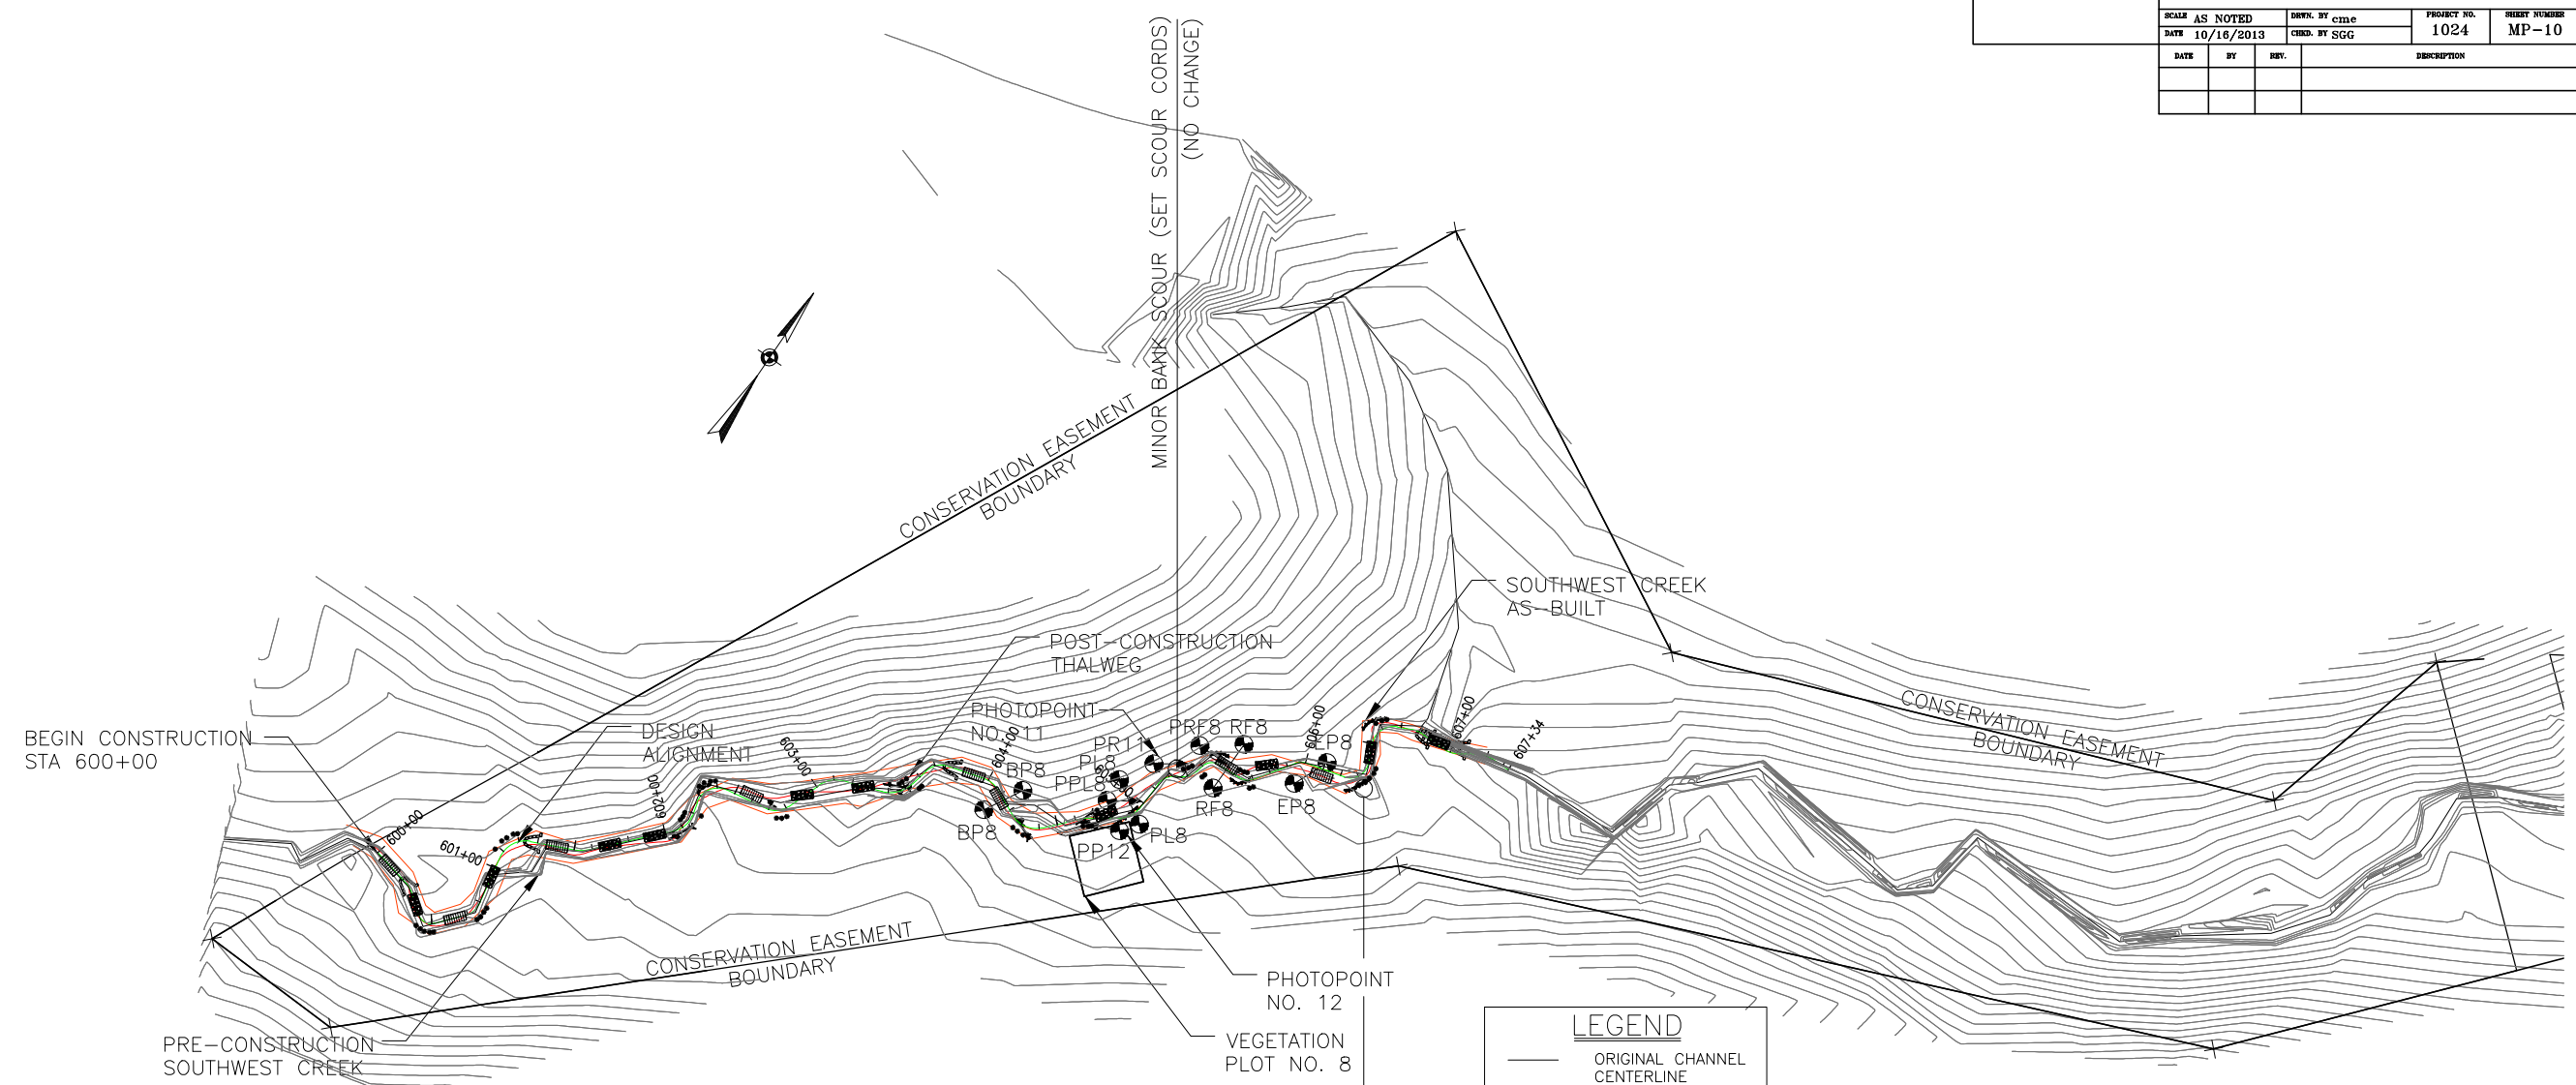 SCALE AS NOTED
DRWN. BY cme
PROJECT NO.
1024
SHEET NUMBER
MP-10
DATE 10/16/2013
CHKD. BY SGG
DATE BY REV. DESCRIPTION
MINOR BANK SCOUR (SET SCOUR CORDS)
(NO CHANGE)
CONSERVATION EASEMENT
BOUNDARY
SOUTHWEST CREEK
AS-BUILT
POST-CONSTRUCTION
THALWEG
CONSERVATION EASEMENT
BOUNDARY
PHOTOPOINT
NO. 11
DESIGN
ALIGNMENT
BEGIN CONSTRUCTION
STA 600+00
600+00
601+00
602+00
603+00
604+00
606+00
607+00
607+34
PRF8 RF8
PR11
PL8
PPL8
BP8
BP8
EP8
RF8
EP8
PL8
PP12
CONSERVATION EASEMENT
BOUNDARY
PHOTOPOINT
NO. 12
VEGETATION
PLOT NO. 8
PRE-CONSTRUCTION
SOUTHWEST CREEK
LEGEND
ORIGINAL CHANNEL
CENTERLINE